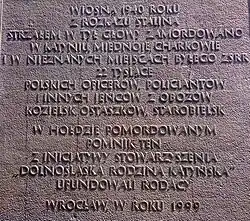 WIOSNĄ 1940 ROKU
Z ROZKAZU STALINA
STRZAŁEM W TYŁ GŁOWY ZAMORDOWANO
W KATYNIU, MIEDNOJE, CHARKOWIE
I W NIEZNANYCH MIEJSCACH BYŁEGO ZSRR
22 TYSIĄCE
POLSKICH OFICERÓW, POLICJANTÓW
I INNYCH JEŃCÓW Z OBOZÓW
KOZIELSK OSTASZKÓW, STAROBIELSK
W HOŁDZIE POMORDOWANYM
POMNIK TEN
Z INICJATYWY STOWARZYSZENIA
"DOLNOŚLĄSKA RODZINA KATYŃSKA"
UFUNDOWALI RODACY
WROCŁAW, W ROKU 1999